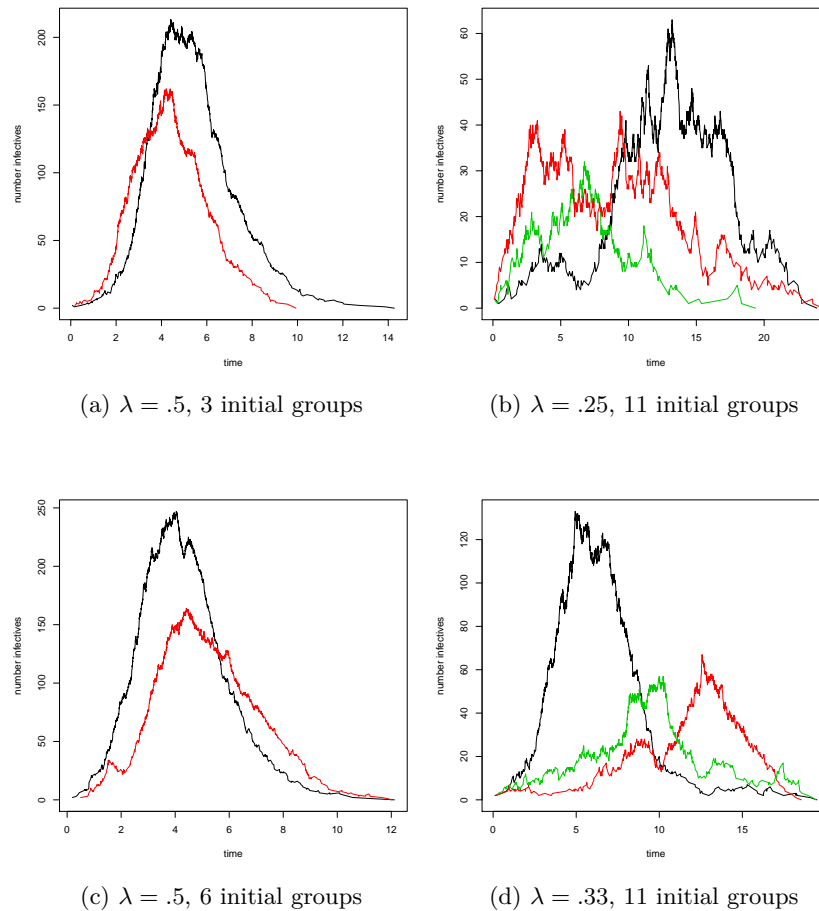 number infectives
200
150
100
50
0
0 2 4 6 8 10 12 14
time
(a) λ = .5, 3 initial groups
number infectives
60
50
40
30
20
10
0
0 5 10 15 20
time
(b) λ = .25, 11 initial groups
number infectives
250
200
150
100
50
0
0 2 4 6 8 10 12
time
(c) λ = .5, 6 initial groups
number infectives
120
100
80
60
40
20
0
0 5 10 15
time
(d) λ = .33, 11 initial groups